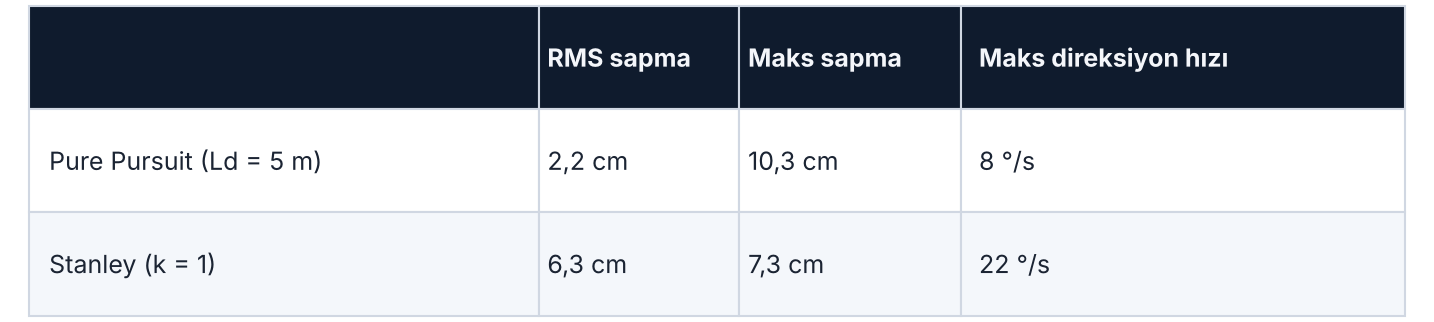 RMS sapma Maks sapma Maks direksiyon hızı
Pure Pursuit (Ld = 5 m) 2,2 cm 10,3 cm 8 °/s
Stanley (k = 1) 6,3 cm 7,3 cm 22 °/s